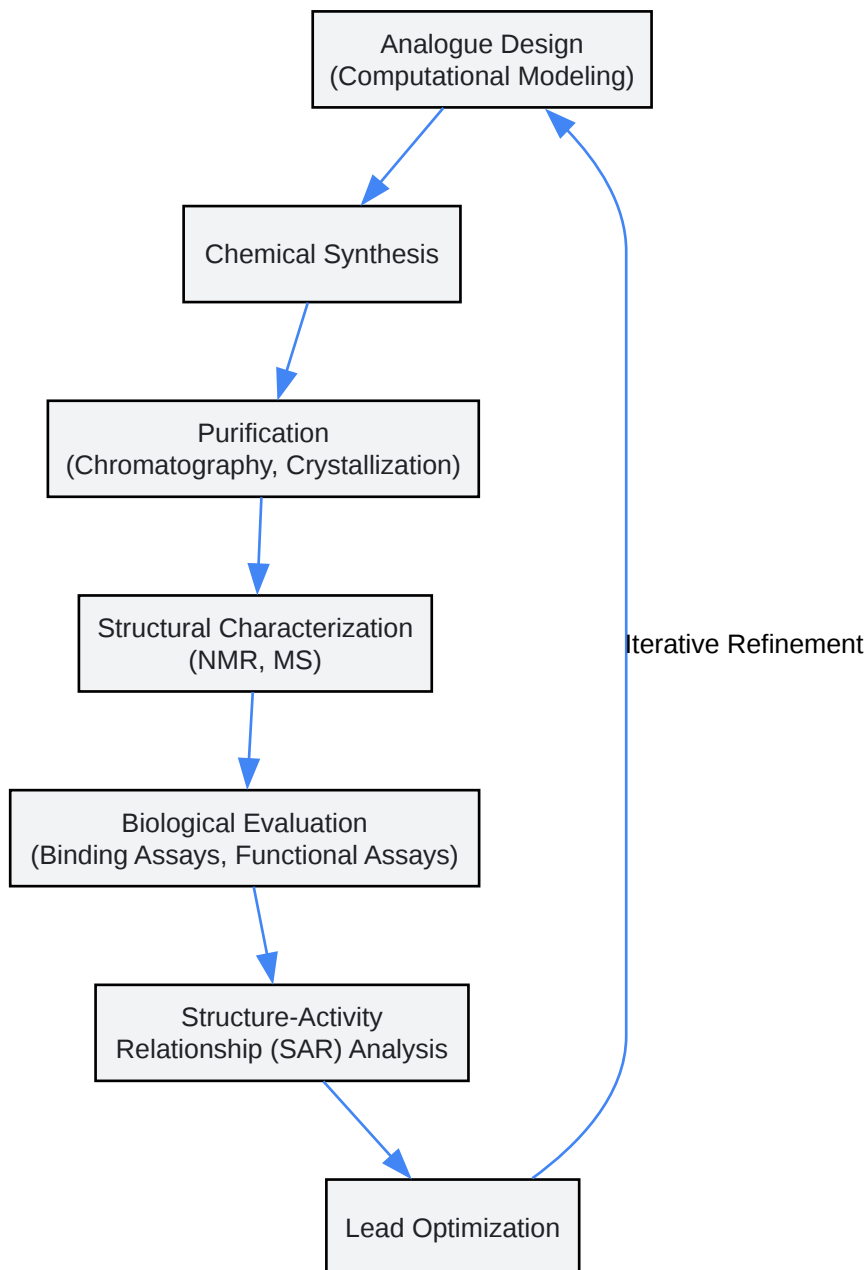 Analogue Design
(Computational Modeling)
Chemical Synthesis
Purification
(Chromatography, Crystallization)
Structural Characterization
(NMR, MS)
Iterative Refinement
Biological Evaluation
(Binding Assays, Functional Assays)
Structure-Activity
Relationship (SAR) Analysis
Lead Optimization